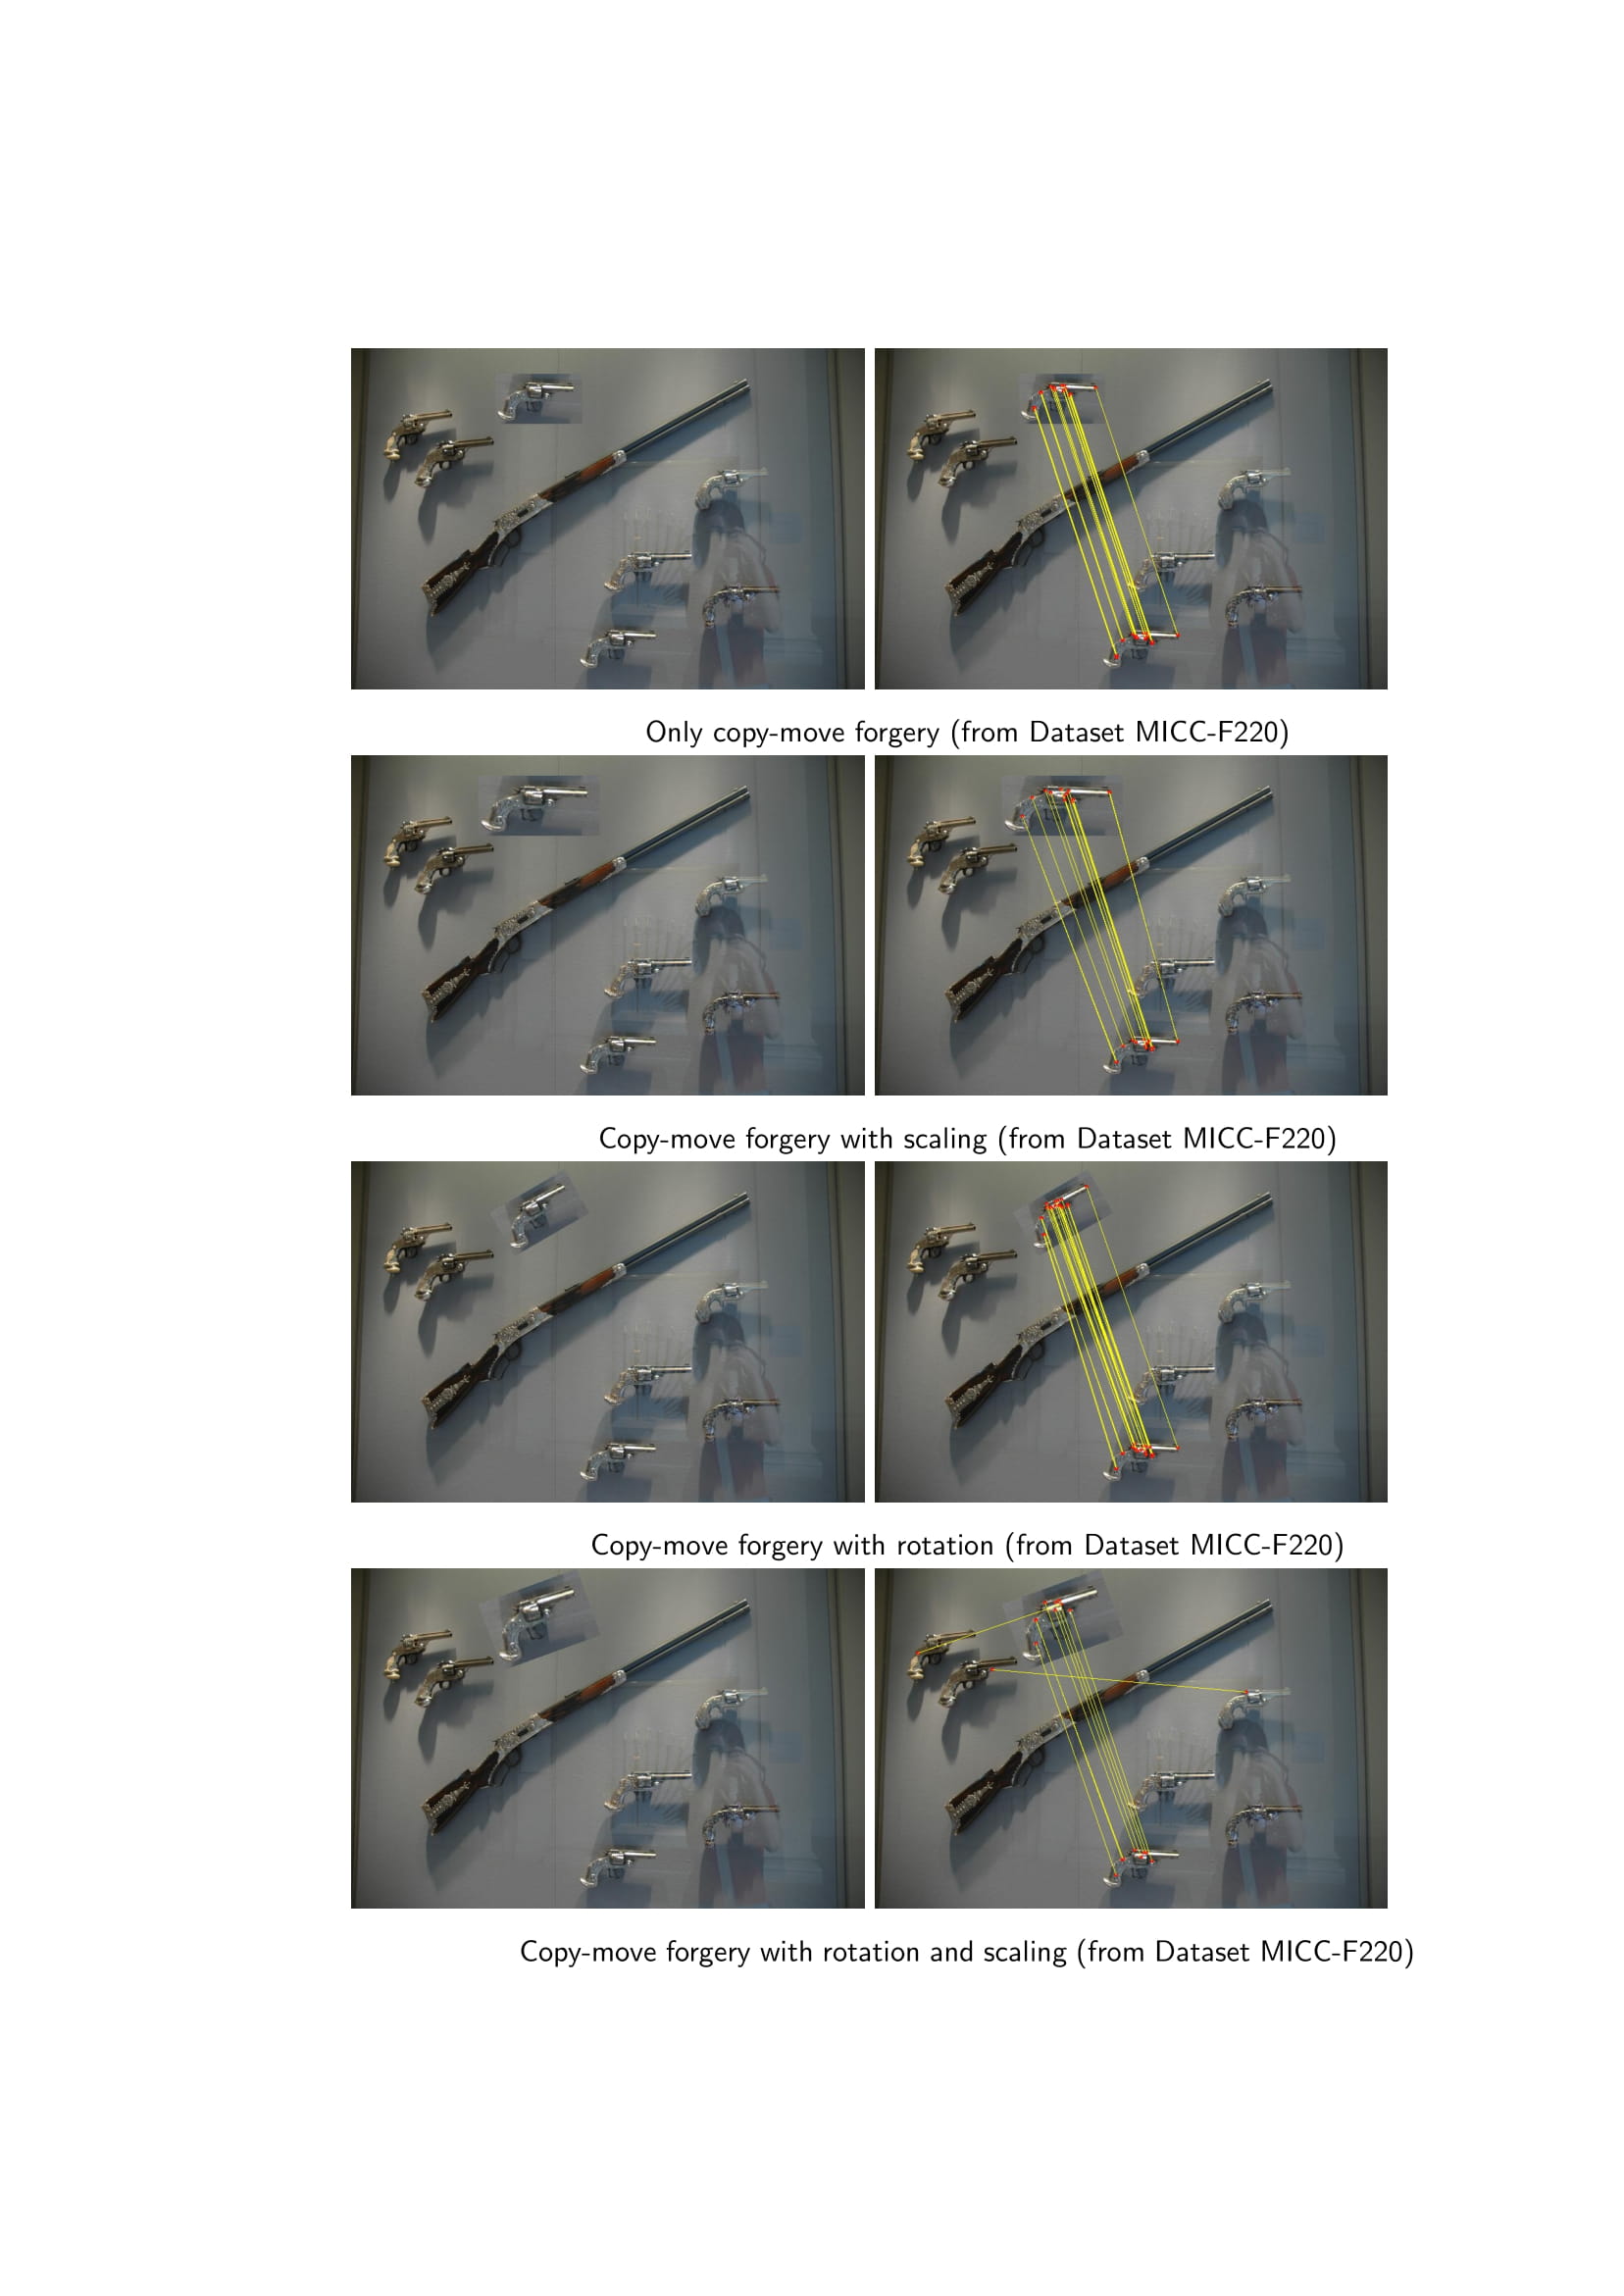 Only copy-move forgery (from Dataset MICC-F220)
Copy-move forgery with scaling (from Dataset MICC-F220)
Copy-move forgery with rotation (from Dataset MICC-F220)
Copy-move forgery with rotation and scaling (from Dataset MICC-F220)